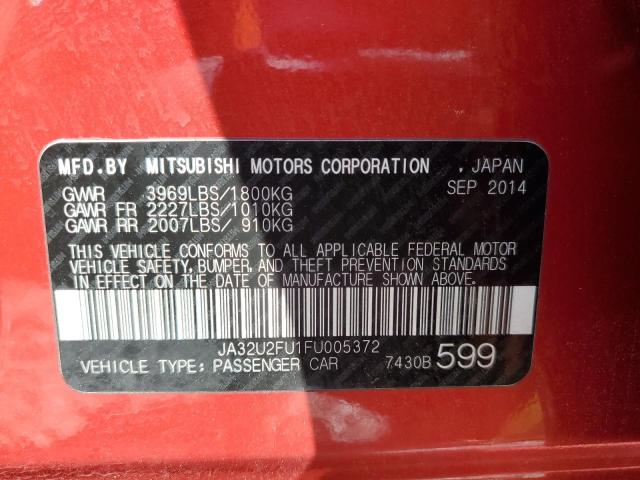 MFD.BY MITSUBISHI MOTORS CORPORATION , JAPAN
GVWR 3969LBS/1800KG SEP 2014
GAWR FR 2227LBS/1010KG
GAWR RR 2007LBS/ 910KG
THIS VEHICLE CONFORMS TO ALL APPLICABLE FEDERAL MOTOR
VEHICLE SAFETY, BUMPER, AND THEFT PREVENTION STANDARDS
IN EFFECT ON THE DATE OF MANUFACTURE SHOWN ABOVE.
JA32U2FU1FU005372
VEHICLE TYPE: PASSENGER CAR 7430B 599